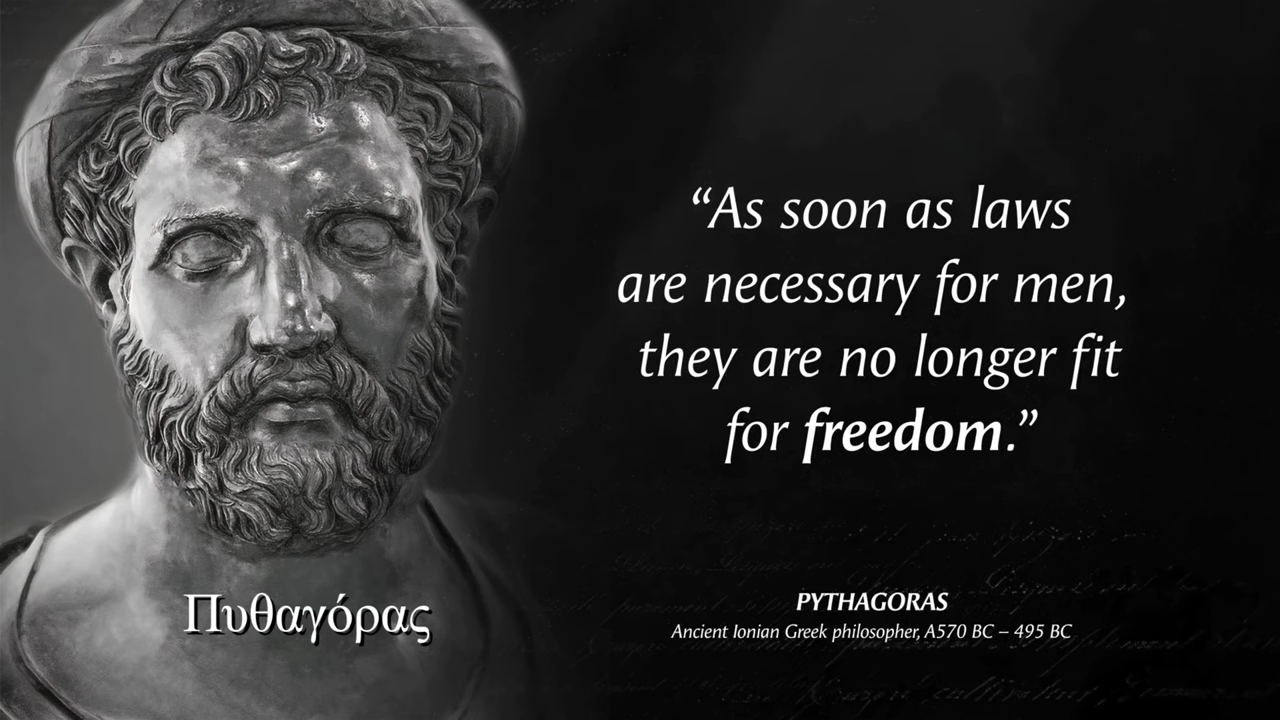 “As soon as laws
are necessary for men,
they are no longer fit
for freedom.”
Πυθαγόρας
PYTHAGORAS
Ancient Ionian Greek philosopher, A570 BC – 495 BC